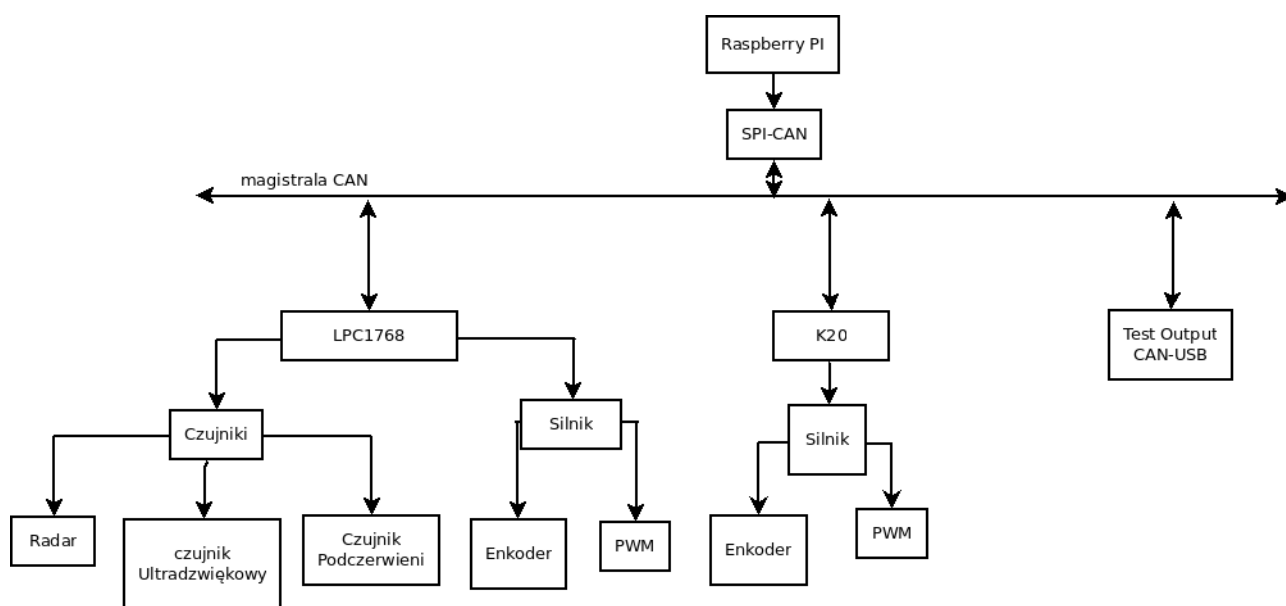 Raspberry PI
SPI-CAN
magistrala CAN
LPC1768
K20
Test Output
CAN-USB
Czujniki
Silnik
Silnik
Radar
czujnik
Ultradzwiękowy
Czujnik
Podczerwieni
Enkoder
PWM
Enkoder
PWM